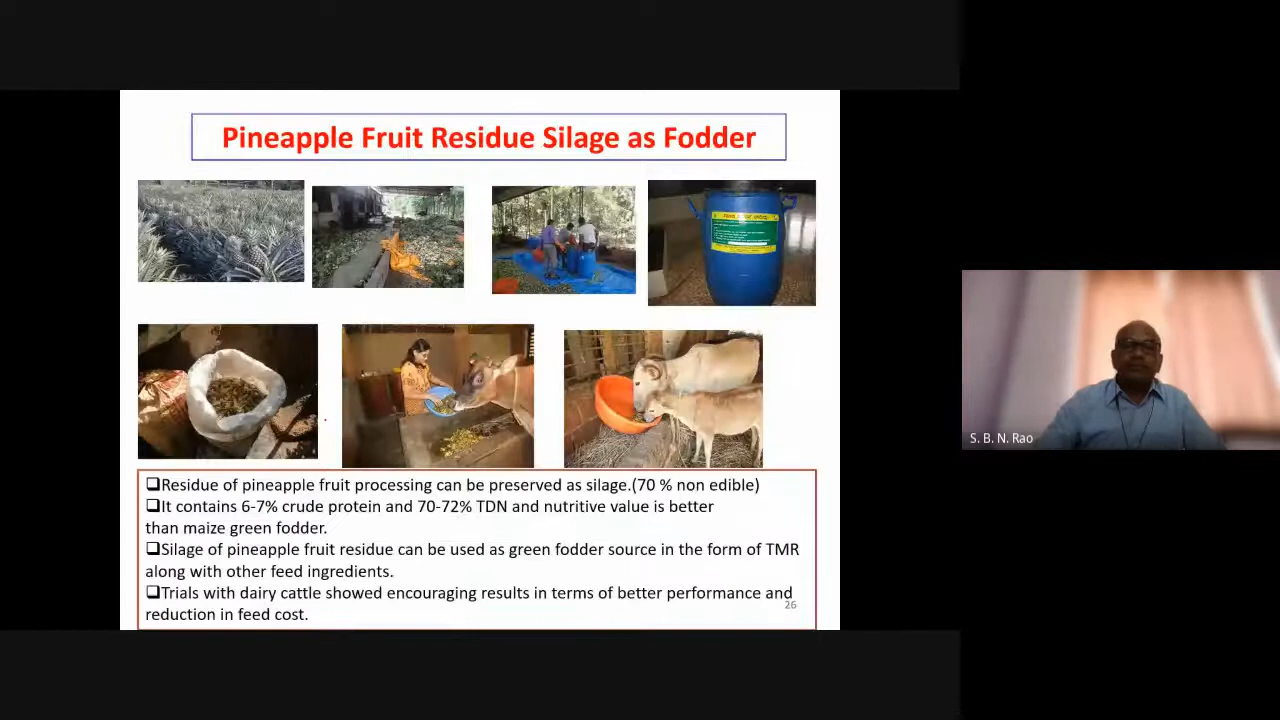 Pineapple Fruit Residue Silage as Fodder
❑Residue of pineapple fruit processing can be preserved as silage.(70 % non edible)
❑It contains 6-7% crude protein and 70-72% TDN and nutritive value is better
than maize green fodder.
❑Silage of pineapple fruit residue can be used as green fodder source in the form of TMR
along with other feed ingredients.
❑Trials with dairy cattle showed encouraging results in terms of better performance and
reduction in feed cost.
26
S. B. N. Rao